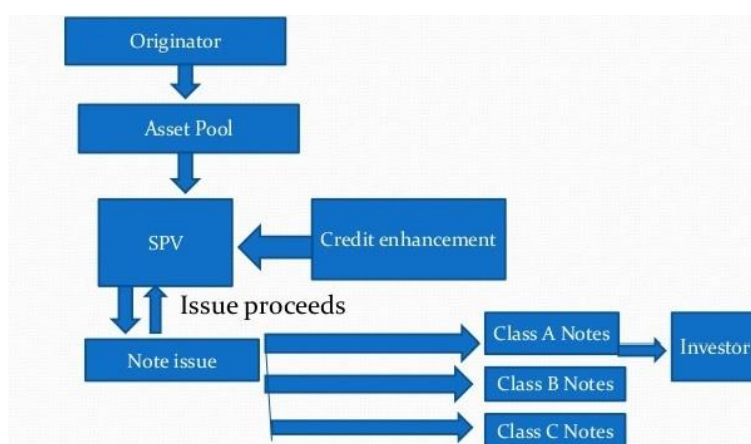 Originator
Asset Pool
SPV
Credit enhancement
Issue proceeds
Note issue
Class A Notes
Investor
Class B Notes
Class C Notes